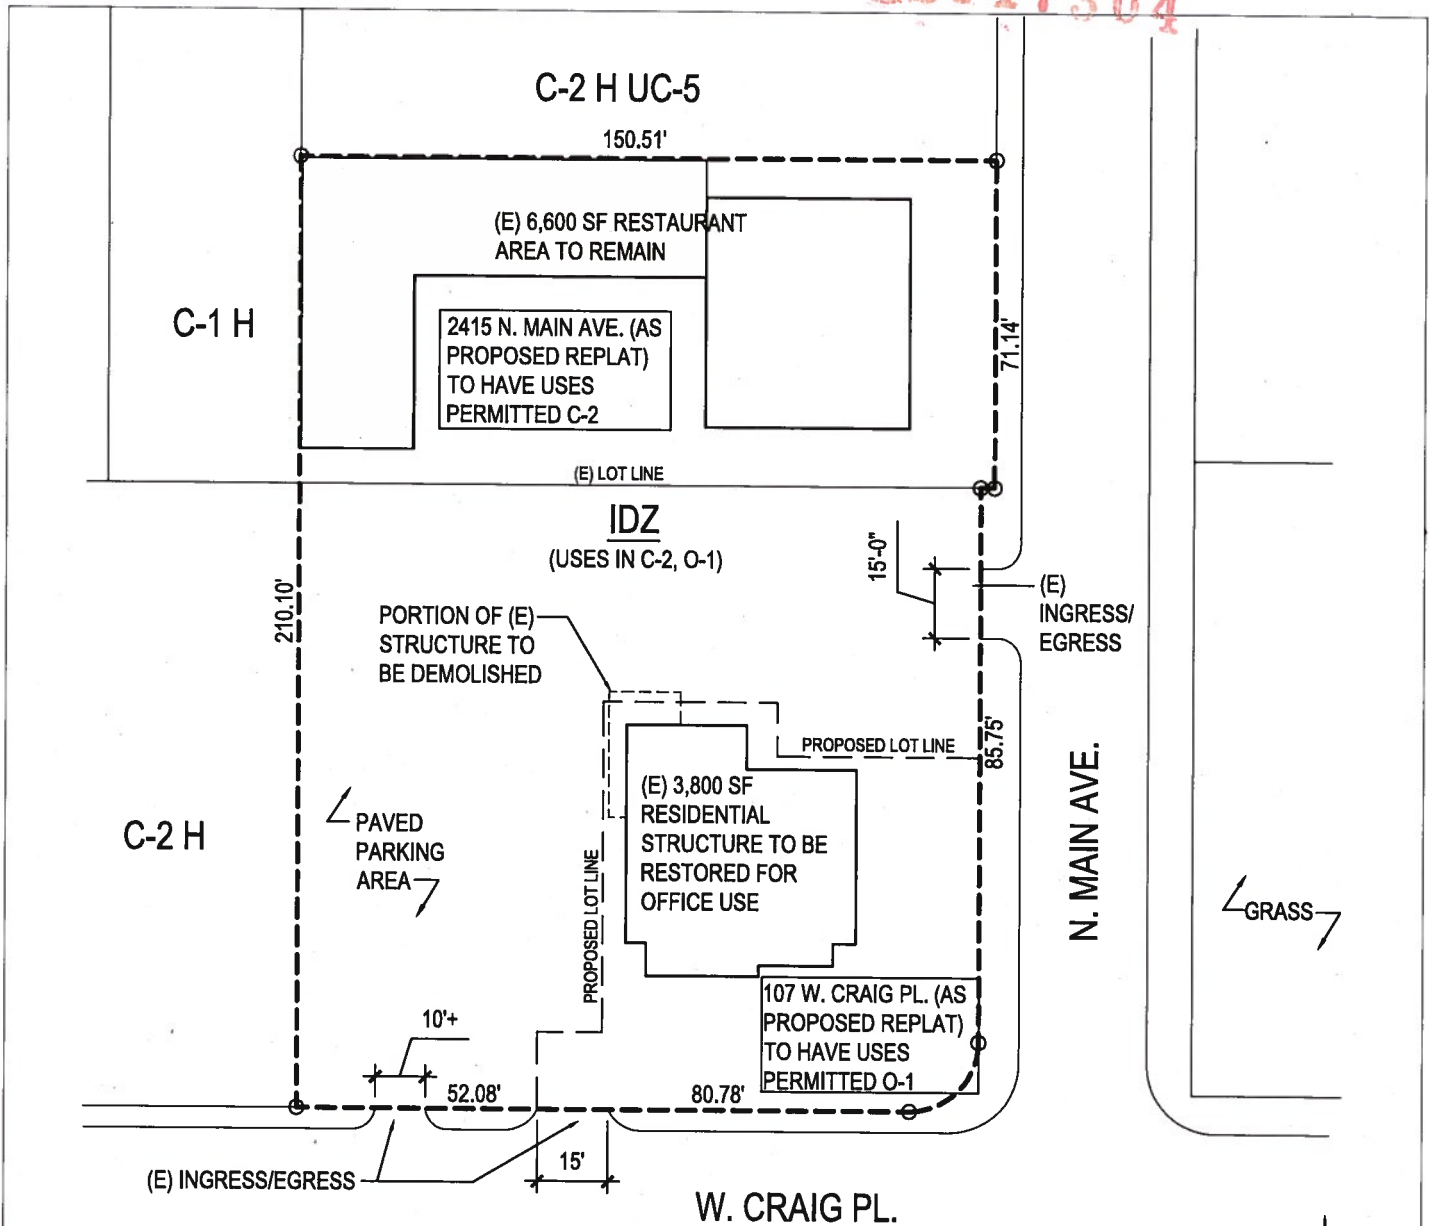 C-2 H UC-5
150.51'
(E) 6,600 SF RESTAURANT
AREA TO REMAIN
C-1 H
2415 N. MAIN AVE. (AS
PROPOSED REPLAT)
TO HAVE USES
PERMITTED C-2
71.14'
(E) LOT LINE
IDZ
(USES IN C-2, O-1)
15'-0"
(E)
INGRESS/
EGRESS
210.10'
PORTION OF (E)
STRUCTURE TO
BE DEMOLISHED
PROPOSED LOT LINE
85.75'
N. MAIN AVE.
(E) 3,800 SF
RESIDENTIAL
STRUCTURE TO BE
RESTORED FOR
OFFICE USE
C-2 H
PAVED
PARKING
AREA
PROPOSED LOT LINE
GRASS
107 W. CRAIG PL. (AS
PROPOSED REPLAT)
TO HAVE USES
PERMITTED O-1
10'+
52.08'
80.78'
15'
(E) INGRESS/EGRESS
W. CRAIG PL.